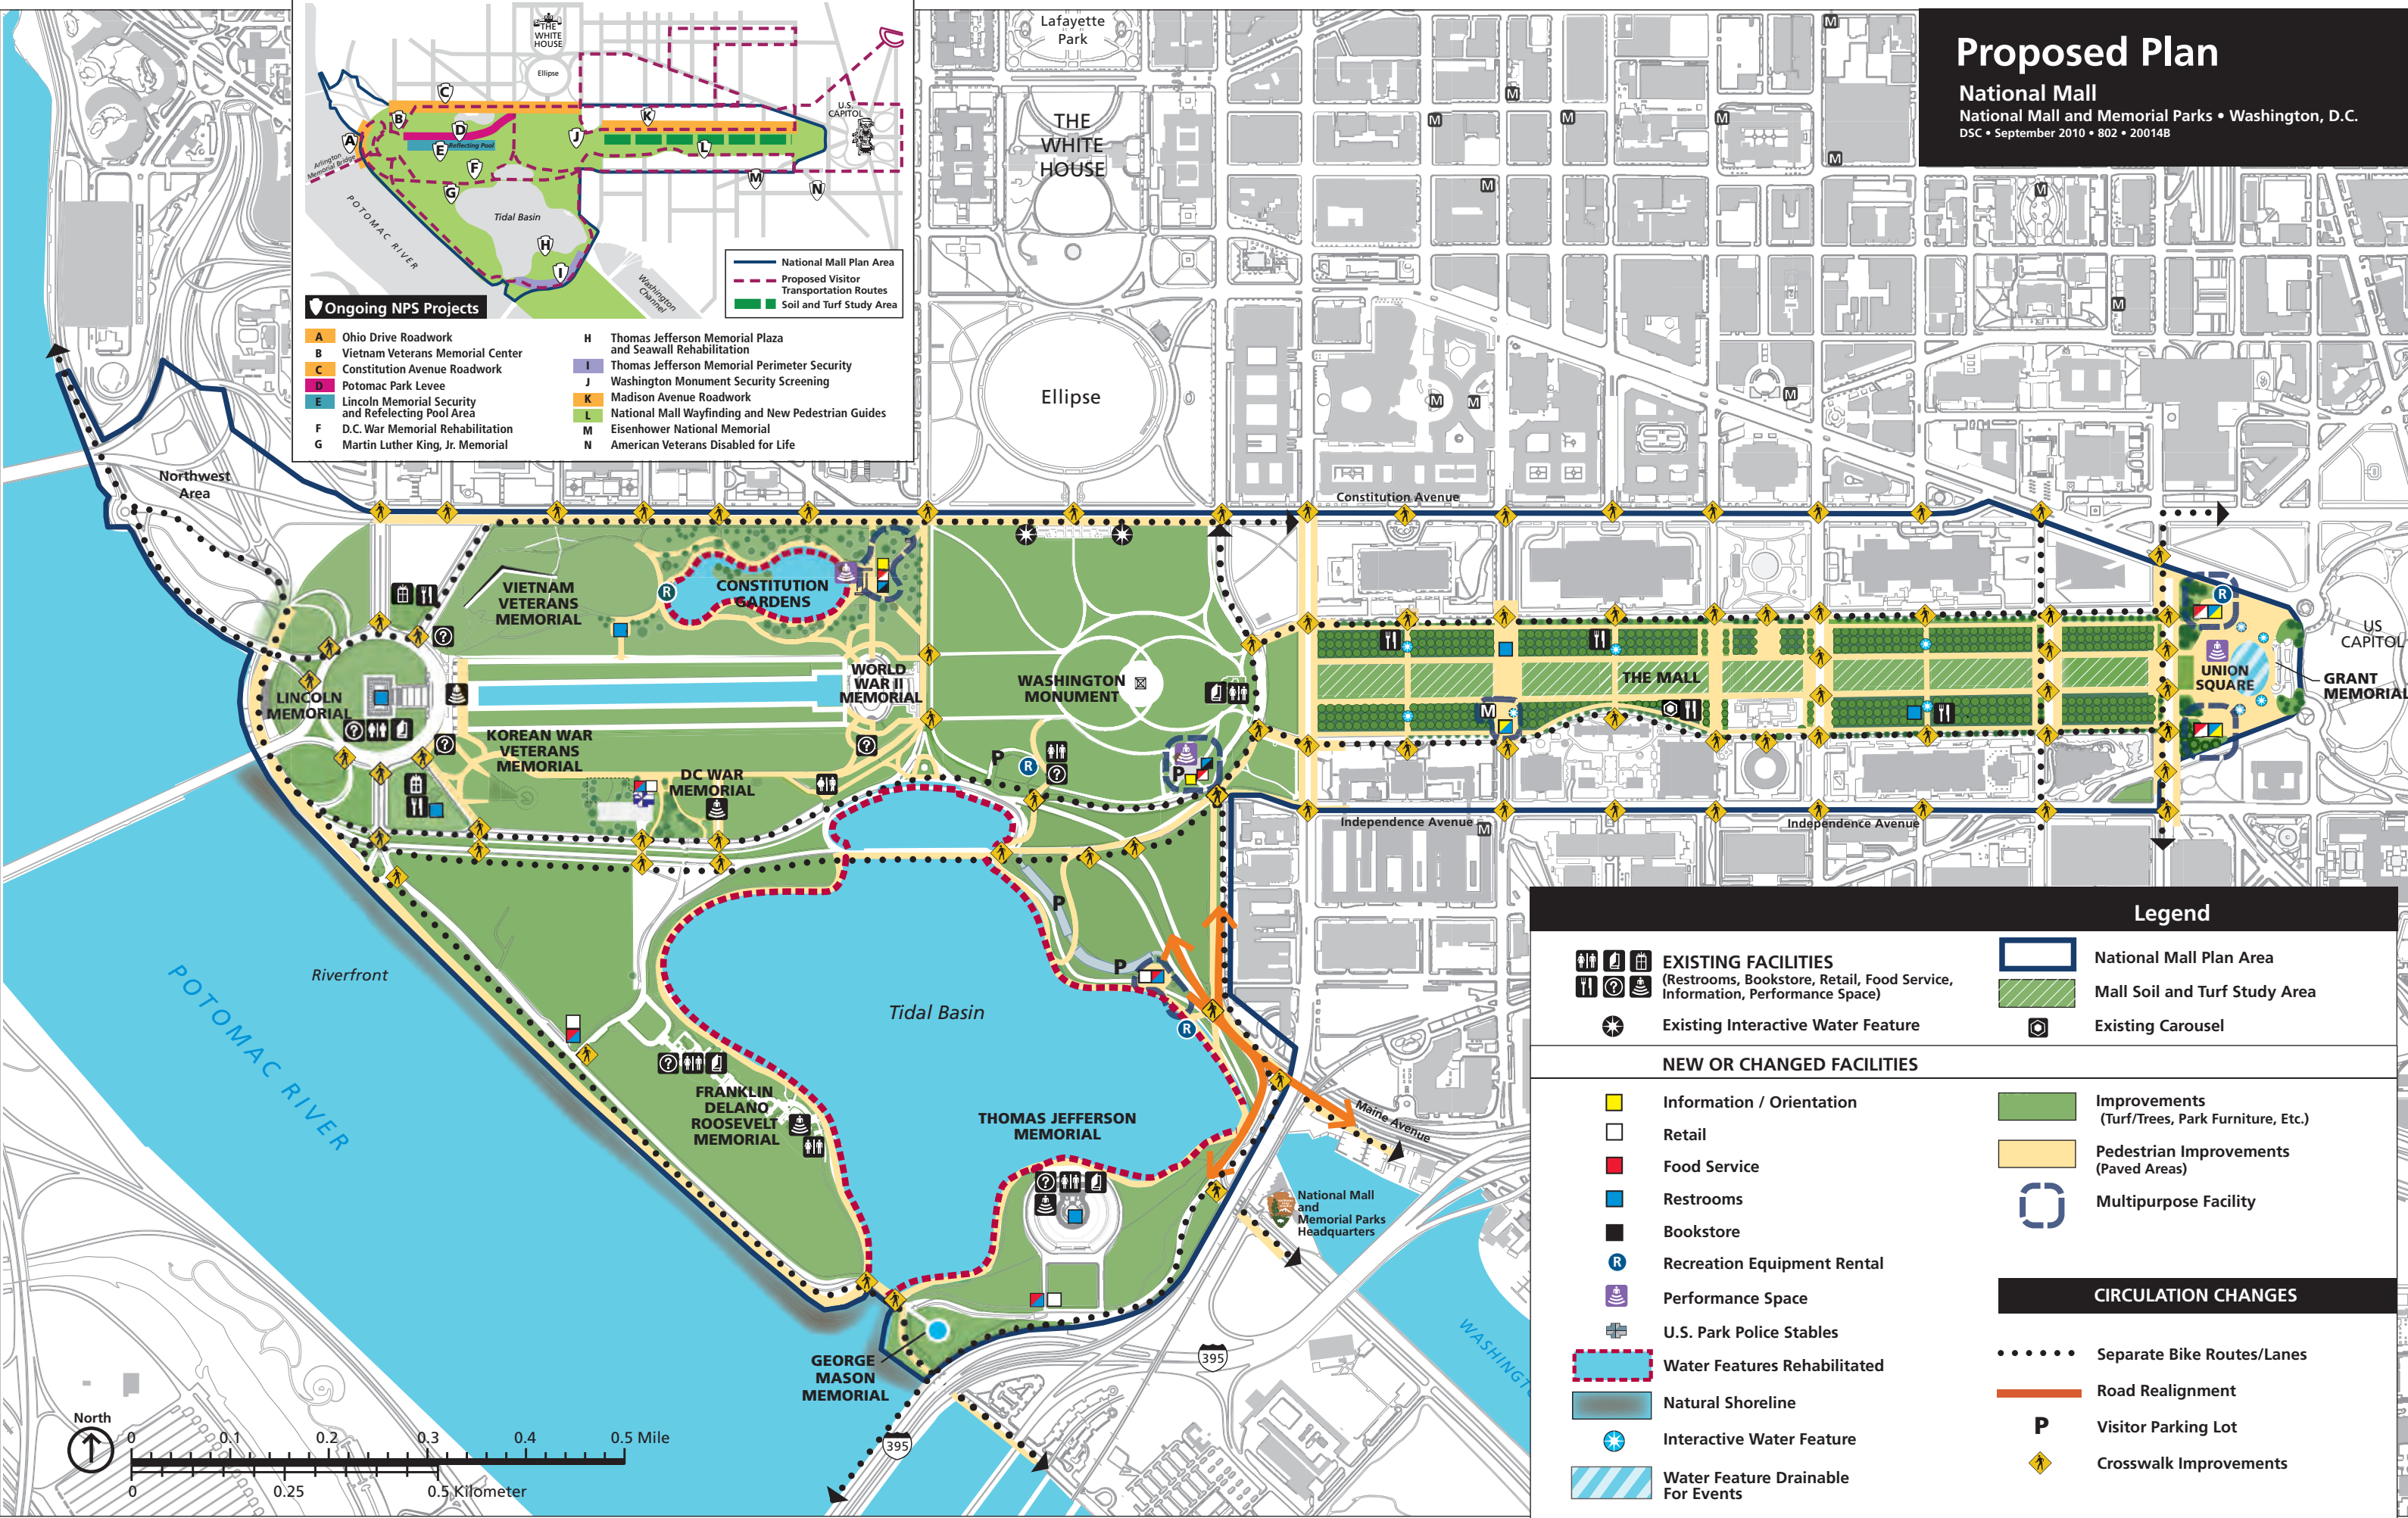 Proposed Plan
National Mall
National Mall and Memorial Parks • Washington, D.C.
DSC • September 2010 • 802 • 20014B
THE
WHITE
HOUSE
Ellipse
U.S.
CAPITOL
C
B
A
D
E
Reflecting Pool
F
G
H
I
J
K
L
M
N
Arlington
Memorial Bridge
POTOMAC RIVER
Tidal Basin
Washington
Channel
National Mall Plan Area
Proposed Visitor
Transportation Routes
Soil and Turf Study Area
Ongoing NPS Projects
A Ohio Drive Roadwork
B Vietnam Veterans Memorial Center
C Constitution Avenue Roadwork
D Potomac Park Levee
E Lincoln Memorial Security
and Refelecting Pool Area
F D.C. War Memorial Rehabilitation
G Martin Luther King, Jr. Memorial
H Thomas Jefferson Memorial Plaza
and Seawall Rehabilitation
I Thomas Jefferson Memorial Perimeter Security
J Washington Monument Security Screening
K Madison Avenue Roadwork
L National Mall Wayfinding and New Pedestrian Guides
M Eisenhower National Memorial
N American Veterans Disabled for Life
Lafayette
Park
THE
WHITE
HOUSE
Ellipse
Northwest
Area
Constitution Avenue
VIETNAM
VETERANS
MEMORIAL
CONSTITUTION
GARDENS
LINCOLN
MEMORIAL
WORLD
WAR II
MEMORIAL
WASHINGTON
MONUMENT
THE MALL
UNION
SQUARE
US
CAPITOL
GRANT
MEMORIAL
KOREAN WAR
VETERANS
MEMORIAL
DC WAR
MEMORIAL
P
R
P
Independence Avenue
Independence Avenue
P
P
R
Riverfront
POTOMAC RIVER
Tidal Basin
FRANKLIN
DELANO
ROOSEVELT
MEMORIAL
THOMAS JEFFERSON
MEMORIAL
Maine Avenue
National Mall
and
Memorial Parks
Headquarters
GEORGE
MASON
MEMORIAL
395
395
WASHINGT
North
0 0.1 0.2 0.3 0.4 0.5 Mile
0 0.25 0.5 Kilometer
Legend
EXISTING FACILITIES
(Restrooms, Bookstore, Retail, Food Service,
Information, Performance Space)
Existing Interactive Water Feature
National Mall Plan Area
Mall Soil and Turf Study Area
Existing Carousel
NEW OR CHANGED FACILITIES
Information / Orientation
Retail
Food Service
Restrooms
Bookstore
R Recreation Equipment Rental
Performance Space
U.S. Park Police Stables
Water Features Rehabilitated
Natural Shoreline
Interactive Water Feature
Water Feature Drainable
For Events
Improvements
(Turf/Trees, Park Furniture, Etc.)
Pedestrian Improvements
(Paved Areas)
Multipurpose Facility
CIRCULATION CHANGES
Separate Bike Routes/Lanes
Road Realignment
P Visitor Parking Lot
Crosswalk Improvements